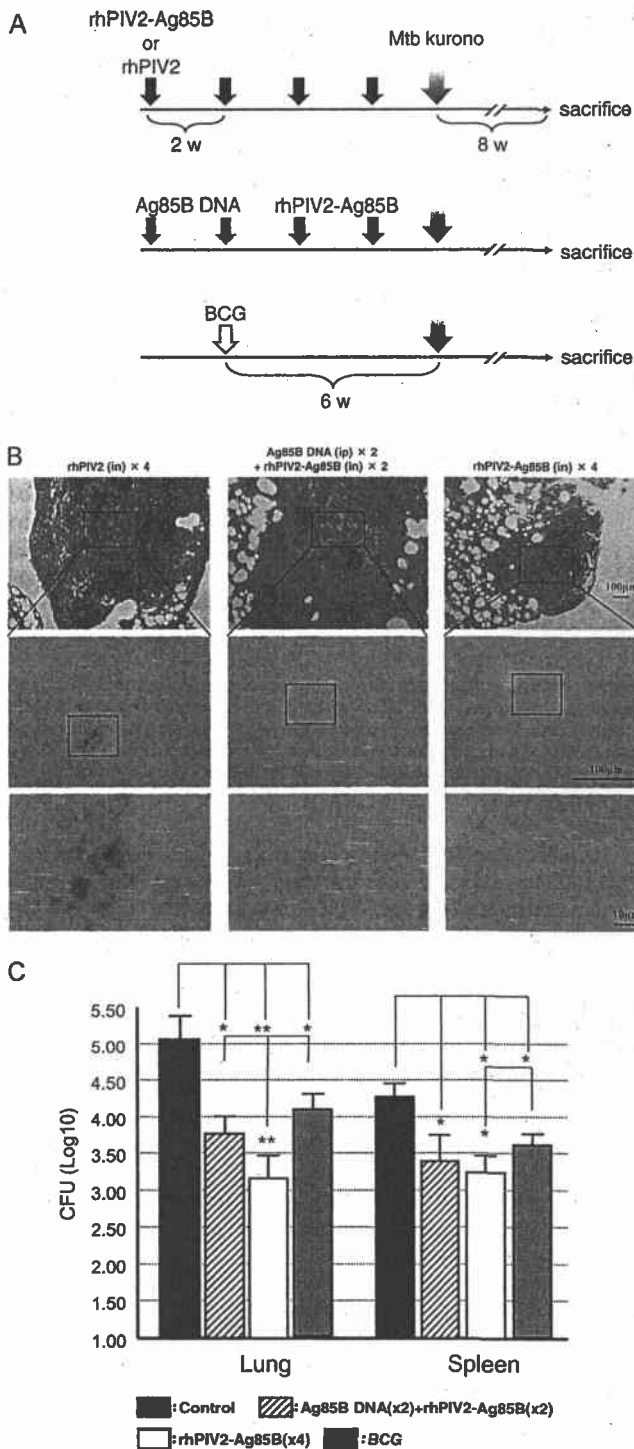 A
rhPIV2-Ag85B
or
rhPIV2
Mtb kurono
sacrifice
2 w
8 w
Ag85B DNA
rhPIV2-Ag85B
sacrifice
BCG
sacrifice
6 w
B
rhPIV2 (in) × 4
Ag85B DNA (ip) × 2
+ rhPIV2-Ag85B (in) × 2
rhPIV2-Ag85B (in) × 4
100μm
100μm
10μm
C
CFU (Log10)
5.50
5.00
4.50
4.00
3.50
3.00
2.50
2.00
1.50
1.00
* ** *
**
* *
* *
Lung
Spleen
:Control
:Ag85B DNA(x2)+rhPIV2-Ag85B(x2)
:rhPIV2-Ag85B(x4)
:BCG